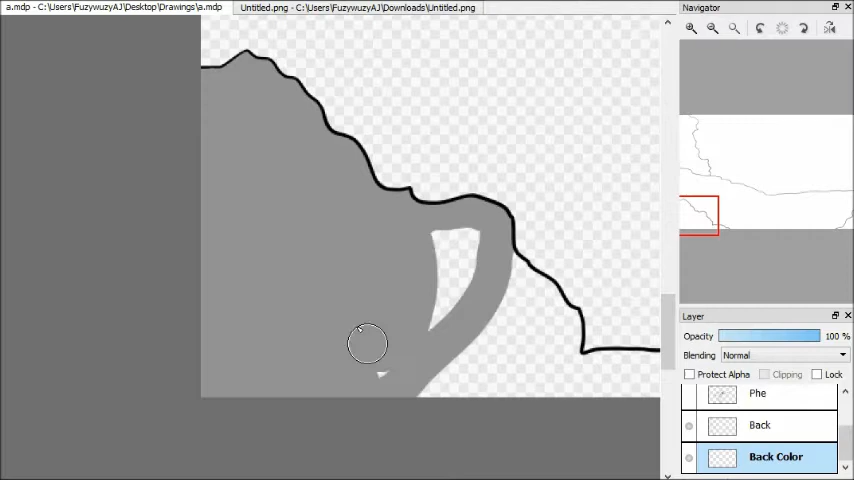 a.mdp - C:\Users\FuzywuzyAJ\Desktop\Drawings\a.mdp
Untitled.png - C:\Users\FuzywuzyAJ\Downloads\Untitled.png
Navigator
Layer
Opacity 100 %
Blending Normal
Protect Alpha Clipping Lock
Phe
Back
Back Color